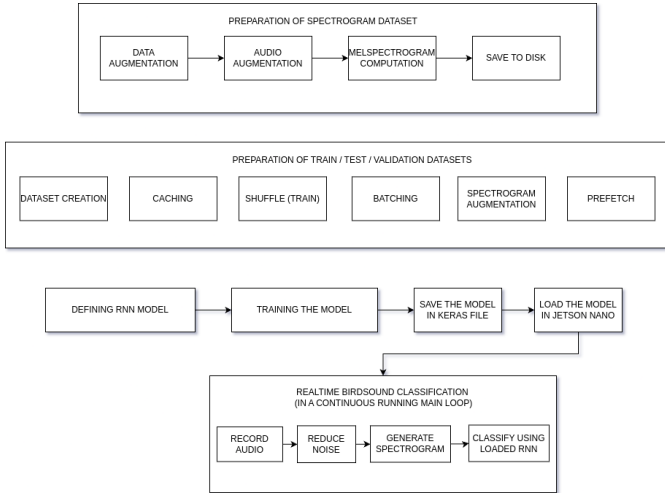 PREPARATION OF SPECTROGRAM DATASET
DATA
AUGMENTATION
AUDIO
AUGMENTATION
MELSPECTROGRAM
COMPUTATION
SAVE TO DISK
PREPARATION OF TRAIN / TEST / VALIDATION DATASETS
DATASET CREATION
CACHING
SHUFFLE (TRAIN)
BATCHING
SPECTROGRAM
AUGMENTATION
PREFETCH
DEFINING RNN MODEL
TRAINING THE MODEL
SAVE THE MODEL
IN KERAS FILE
LOAD THE MODEL
IN JETSON NANO
REALTIME BIRDSOUND CLASSIFICATION
(IN A CONTINUOUS RUNNING MAIN LOOP)
RECORD
AUDIO
REDUCE
NOISE
GENERATE
SPECTROGRAM
CLASSIFY USING
LOADED RNN